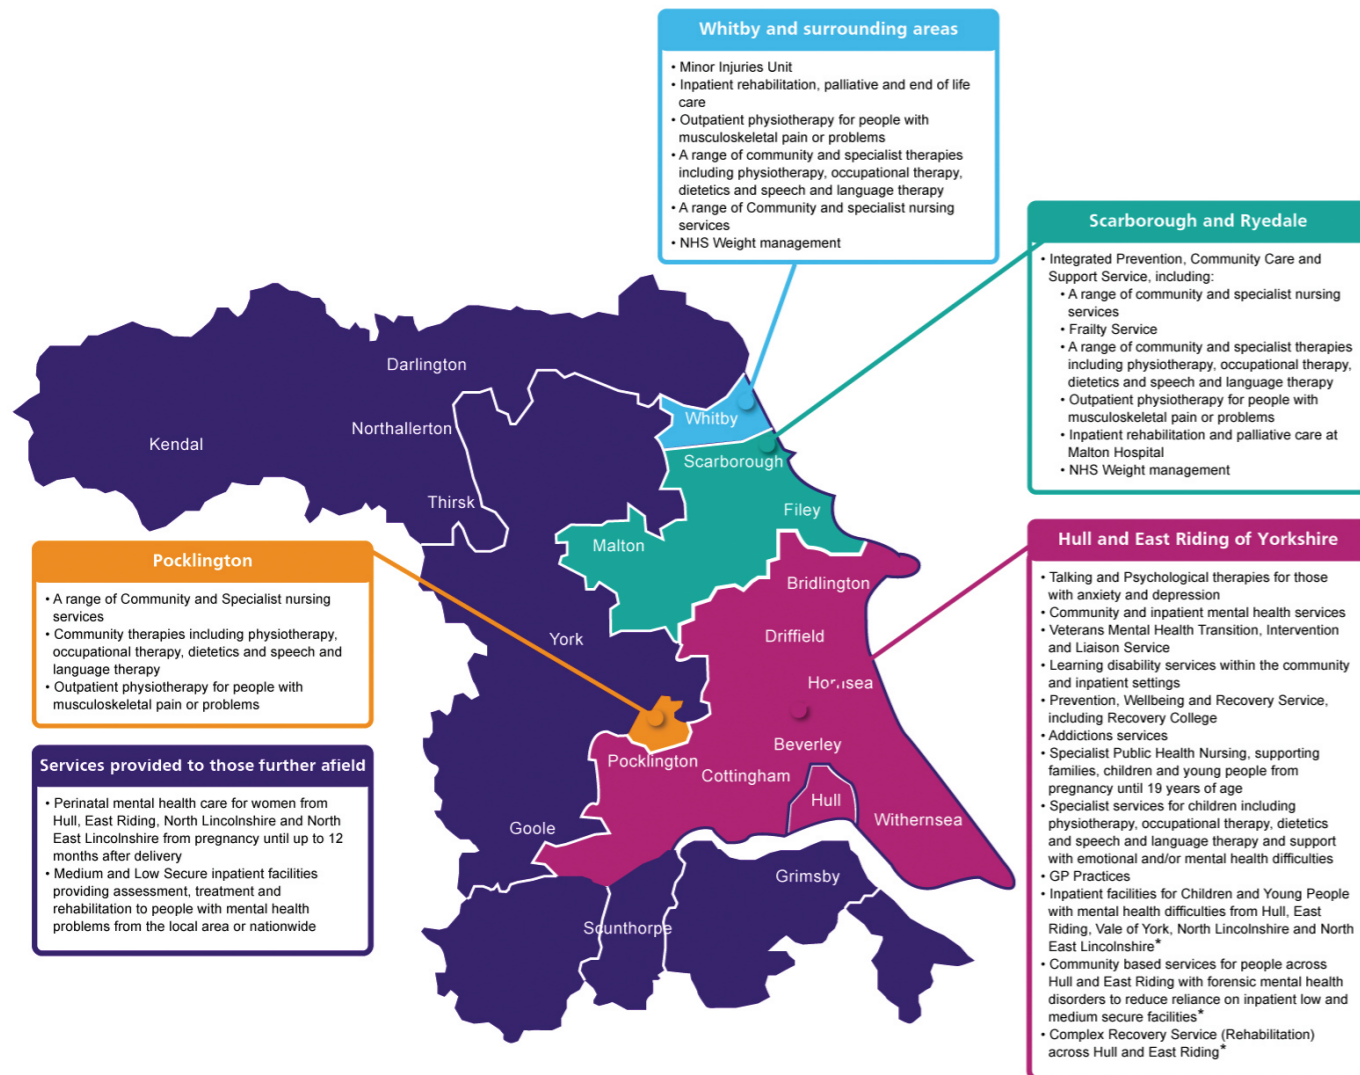 Whitby and surrounding areas
• Minor Injuries Unit
• Inpatient rehabilitation, palliative and end of life
care
• Outpatient physiotherapy for people with
musculoskeletal pain or problems
• A range of community and specialist therapies
including physiotherapy, occupational therapy,
dietetics and speech and language therapy
• A range of Community and specialist nursing
services
• NHS Weight management
Scarborough and Ryedale
• Integrated Prevention, Community Care and
Support Service, including:
• A range of community and specialist nursing
services
• Frailty Service
• A range of community and specialist therapies
including physiotherapy, occupational therapy,
dietetics and speech and language therapy
• Outpatient physiotherapy for people with
musculoskeletal pain or problems
• Inpatient rehabilitation and palliative care at
Malton Hospital
• NHS Weight management
Darlington
Northallerton
Kendal
Thirsk
Whitby
Scarborough
Filey
Malton
Bridlington
York
Driffield
Hornsea
Pocklington
Beverley
Cottingham
Hull
Withernsea
Goole
Grimsby
Scunthorpe
Pocklington
• A range of Community and Specialist nursing
services
• Community therapies including physiotherapy,
occupational therapy, dietetics and speech and
language therapy
• Outpatient physiotherapy for people with
musculoskeletal pain or problems
Services provided to those further afield
• Perinatal mental health care for women from
Hull, East Riding, North Lincolnshire and North
East Lincolnshire from pregnancy until up to 12
months after delivery
• Medium and Low Secure inpatient facilities
providing assessment, treatment and
rehabilitation to people with mental health
problems from the local area or nationwide
Hull and East Riding of Yorkshire
• Talking and Psychological therapies for those
with anxiety and depression
• Community and inpatient mental health services
• Veterans Mental Health Transition, Intervention
and Liaison Service
• Learning disability services within the community
and inpatient settings
• Prevention, Wellbeing and Recovery Service,
including Recovery College
• Addictions services
• Specialist Public Health Nursing, supporting
families, children and young people from
pregnancy until 19 years of age
• Specialist services for children including
physiotherapy, occupational therapy, dietetics
and speech and language therapy and support
with emotional and/or mental health difficulties
• GP Practices
• Inpatient facilities for Children and Young People
with mental health difficulties from Hull, East
Riding, Vale of York, North Lincolnshire and North
East Lincolnshire*
• Community based services for people across
Hull and East Riding with forensic mental health
disorders to reduce reliance on inpatient low and
medium secure facilities*
• Complex Recovery Service (Rehabilitation)
across Hull and East Riding*